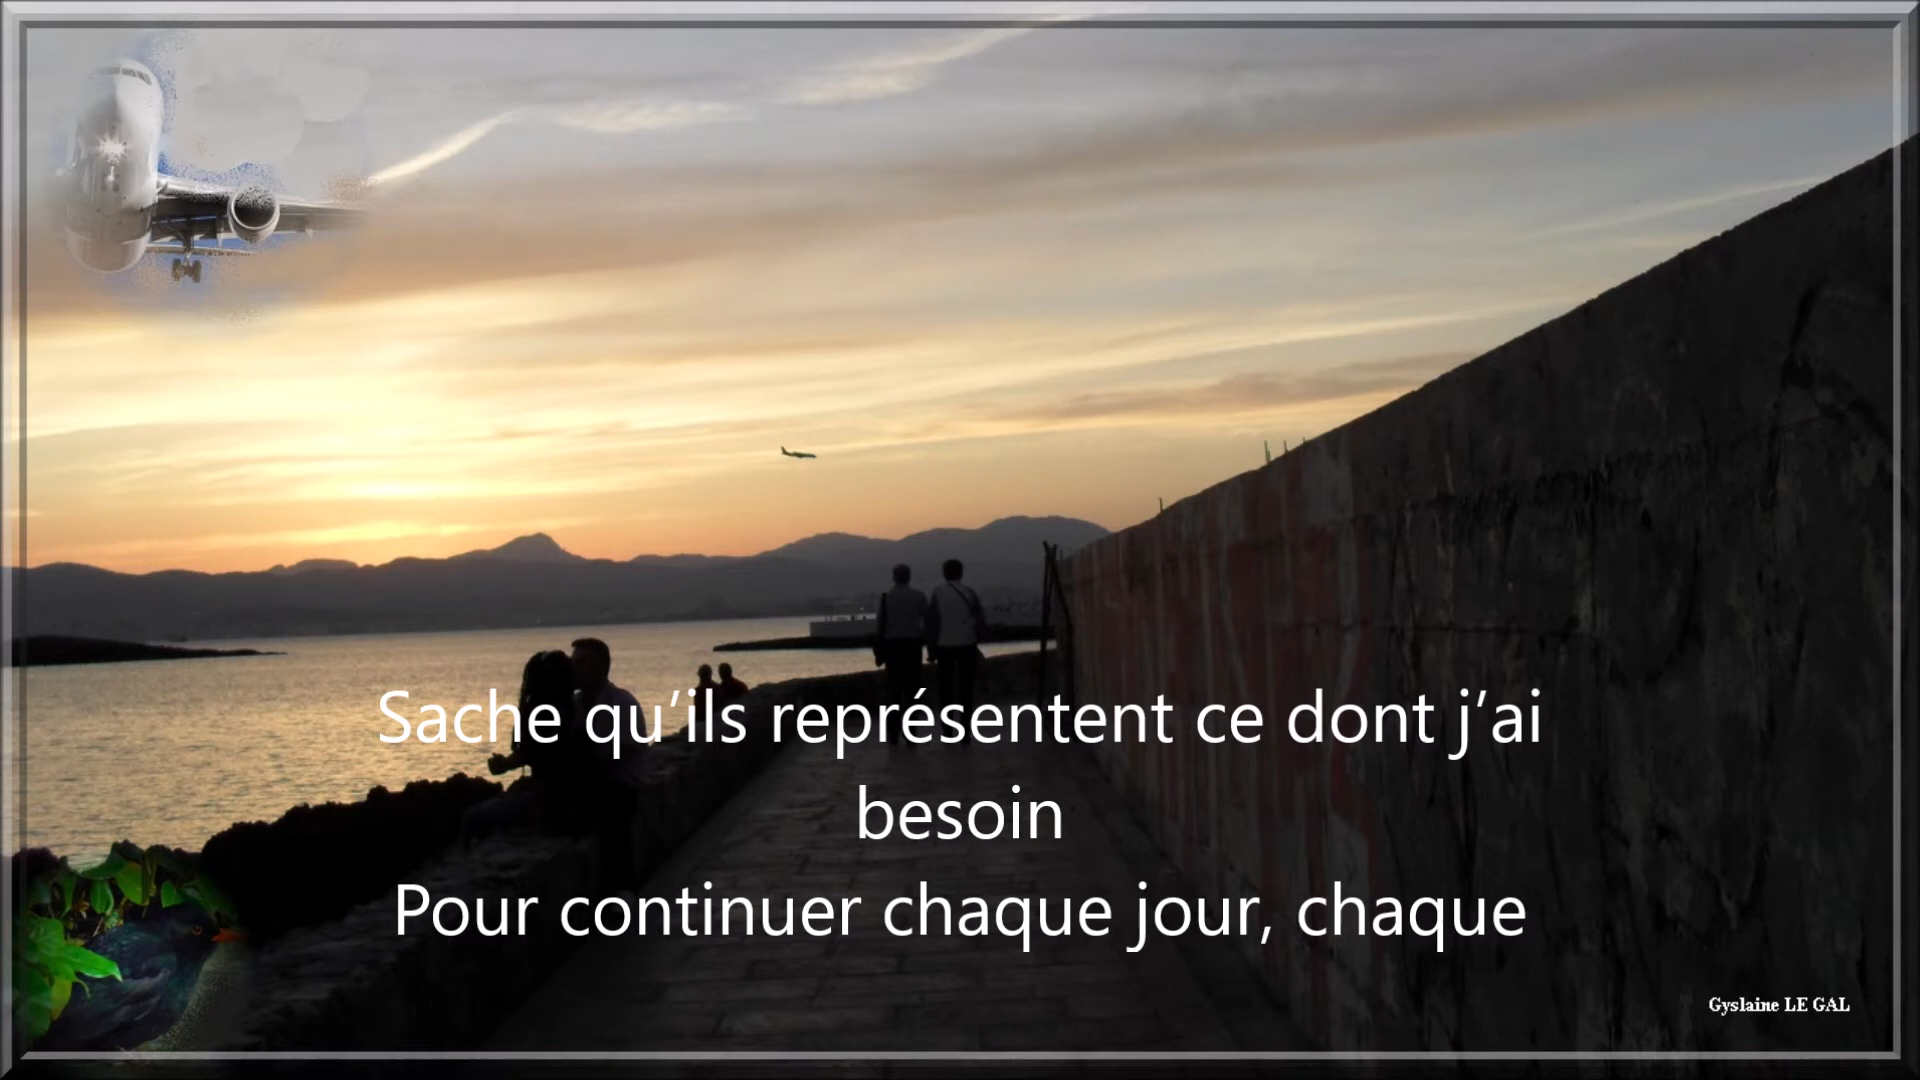 Sache qu’ils représentent ce dont j’ai
besoin
Pour continuer chaque jour, chaque
Gyslaine LE GAL